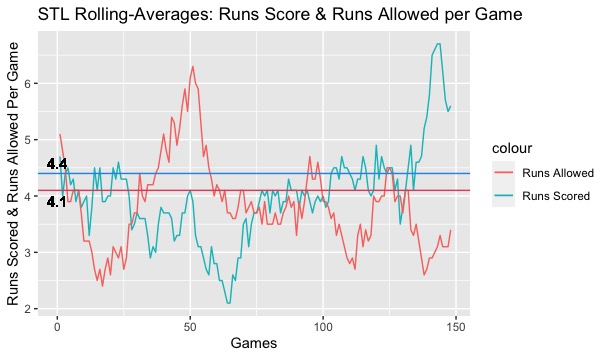 STL Rolling-Averages: Runs Score & Runs Allowed per Game
Runs Scored & Runs Allowed Per Game
6
5
4
3
2
4.4
4.1
0
50
100
150
Games
colour
Runs Allowed
Runs Scored